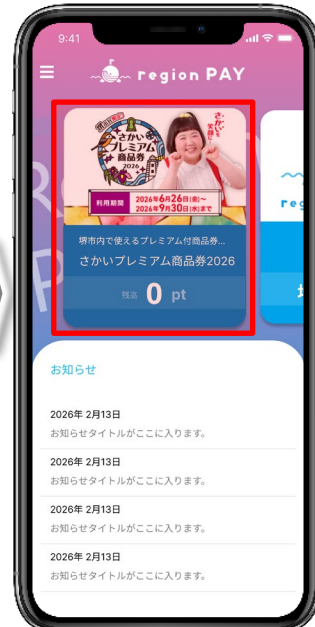 9:41
region PAY
さかい
プレミアム
商品券
2026
さかいで
笑顔に
利用期間
2026年6月26日(金)〜
2026年9月30日(水)まで
堺市内で使えるプレミアム付商品券...
さかいプレミアム商品券2026
残高 0 pt
お知らせ
2026年 2月13日
お知らせタイトルがここに入ります。
2026年 2月13日
お知らせタイトルがここに入ります。
2026年 2月13日
お知らせタイトルがここに入ります。
2026年 2月13日
お知らせタイトルがここに入ります。